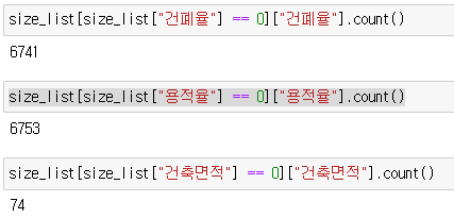 size_list[size_list["건폐율"] == 0]["건폐율"].count()
6741
size_list[size_list["용적율"] == 0]["용적율"].count()
6753
size_list[size_list["건축면적"] == 0]["건축면적"].count()
74